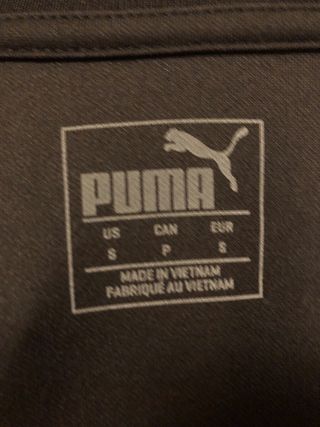 PUMA
US CAN EUR
S P S
MADE IN VIETNAM
FABRIQUÉ AU VIETNAM